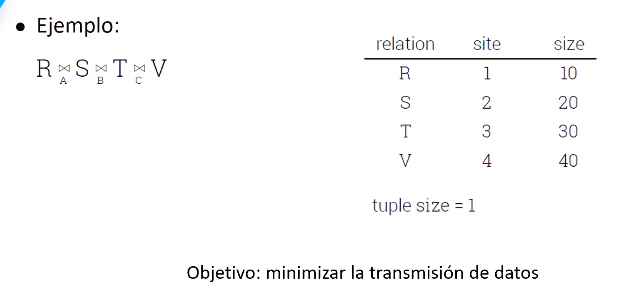 • Ejemplo:
R ⋈ S ⋈ T ⋈ V
A B C
relation site size
R 1 10
S 2 20
T 3 30
V 4 40
tuple size = 1
Objetivo: minimizar la transmisión de datos